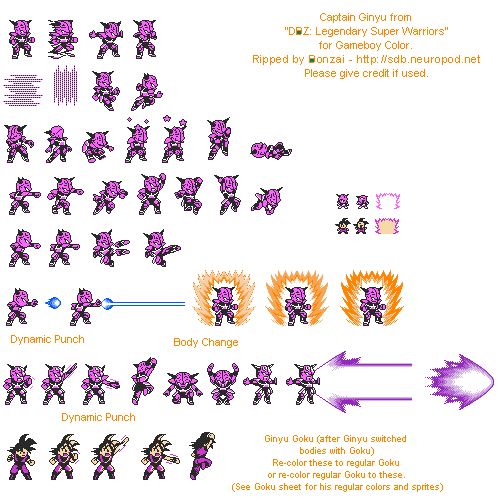 Captain Ginyu from
"DBZ: Legendary Super Warriors"
for Gameboy Color.
Ripped by Bonzai - http://sdb.neuropod.net
Please give credit if used.
Dynamic Punch
Body Change
Dynamic Punch
Ginyu Goku (after Ginyu switched
bodies with Goku)
Re-color these to regular Goku
or re-color regular Goku to these.
(See Goku sheet for his regular colors and sprites)